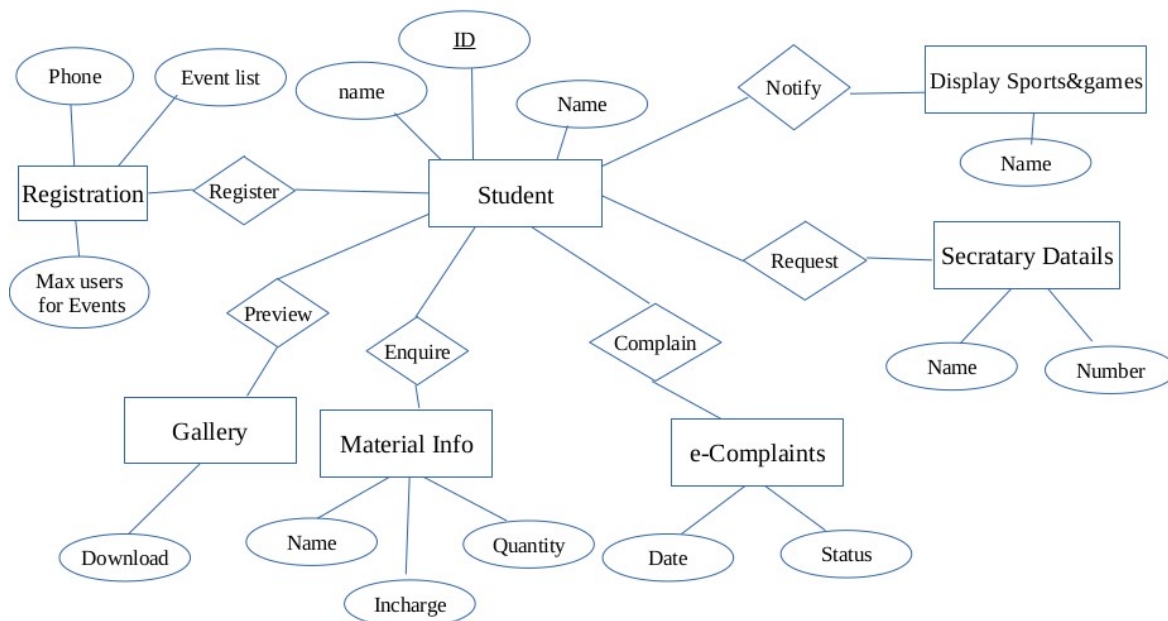 ID
Phone
Event list
name
Name
Notify
Display Sports&games
Name
Registration
Register
Student
Max users
for Events
Preview
Enquire
Complain
Request
Secratary Datails
Name
Number
Gallery
Material Info
e-Complaints
Download
Name
Quantity
Incharge
Date
Status